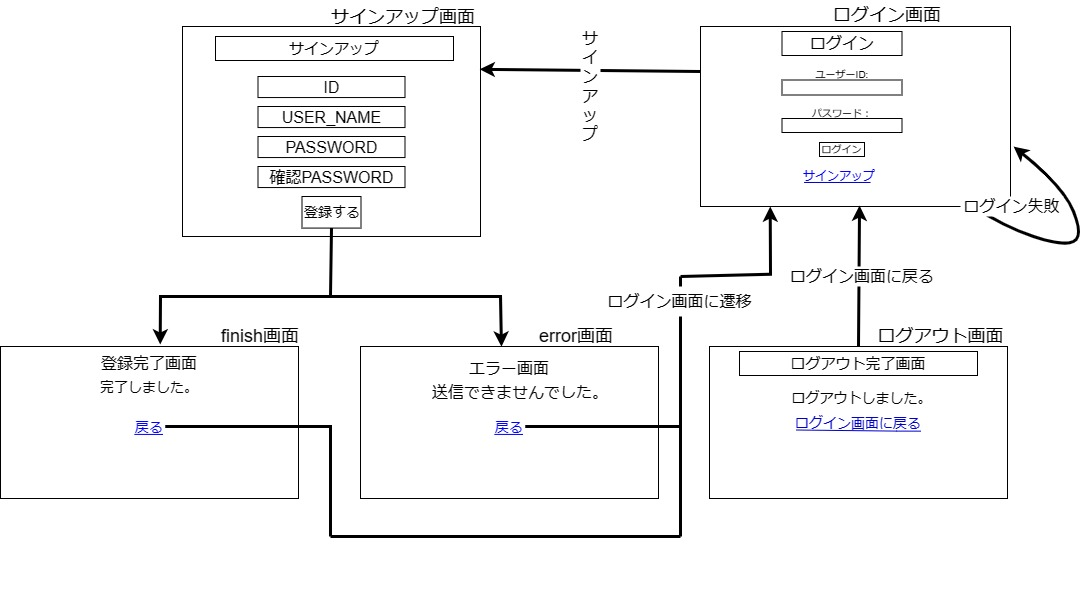 サインアップ画面
サインアップ
ID
USER_NAME
PASSWORD
確認PASSWORD
登録する
サインアップ
ログイン画面
ログイン
ユーザーID:
パスワード：
ログイン
サインアップ
ログイン失敗
ログイン画面に戻る
ログイン画面に遷移
finish画面
登録完了画面
完了しました。
戻る
error画面
エラー画面
送信できませんでした。
戻る
ログアウト画面
ログアウト完了画面
ログアウトしました。
ログイン画面に戻る